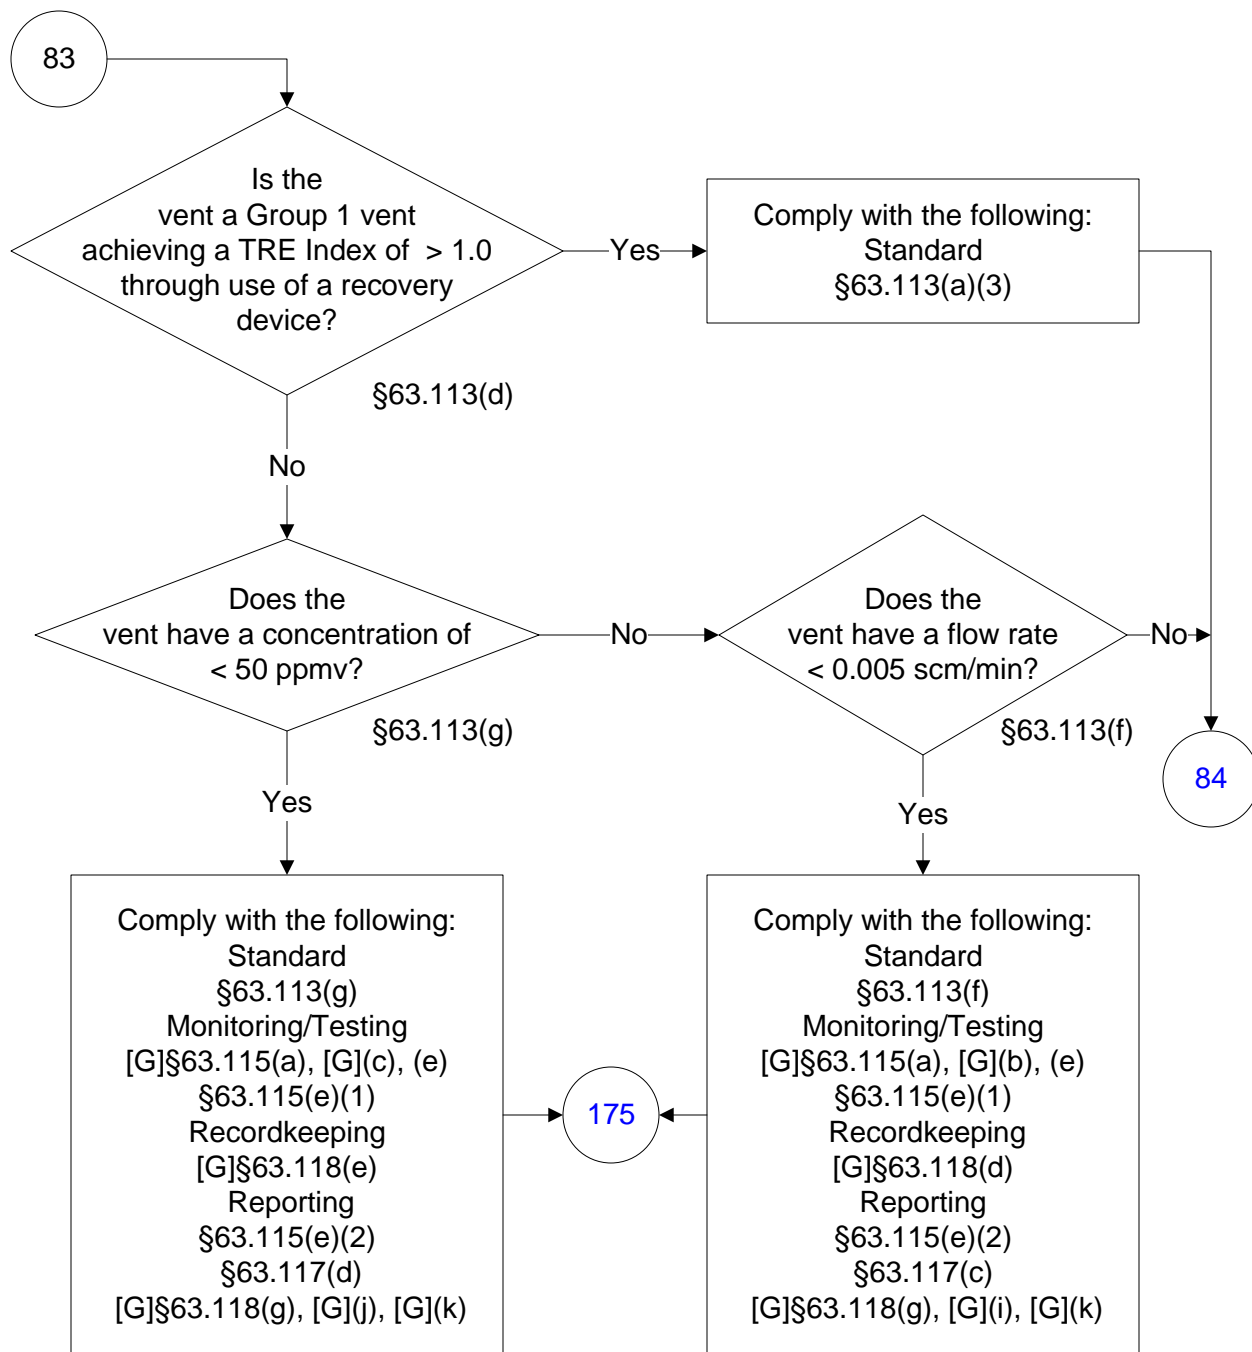 83
Is the
vent a Group 1 vent
achieving a TRE Index of  > 1.0
through use of a recovery
device?
Yes
Comply with the following:
Standard
§63.113(a)(3)
§63.113(d)
No
Does the
vent have a concentration of
< 50 ppmv?
No
Does the
vent have a flow rate
< 0.005 scm/min?
No
§63.113(g)
§63.113(f)
84
Yes
Yes
Comply with the following:
Standard
§63.113(g)
Monitoring/Testing
[G]§63.115(a), [G](c), (e)
§63.115(e)(1)
Recordkeeping
[G]§63.118(e)
Reporting
§63.115(e)(2)
§63.117(d)
[G]§63.118(g), [G](j), [G](k)
175
Comply with the following:
Standard
§63.113(f)
Monitoring/Testing
[G]§63.115(a), [G](b), (e)
§63.115(e)(1)
Recordkeeping
[G]§63.118(d)
Reporting
§63.115(e)(2)
§63.117(c)
[G]§63.118(g), [G](i), [G](k)